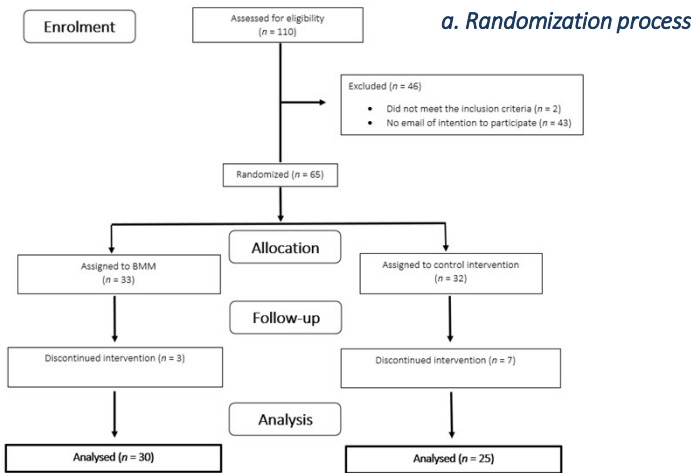 a. Randomization process
Enrolment
Assessed for eligibility
(n = 110)
Excluded (n = 46)
• Did not meet the inclusion criteria (n = 2)
• No email of intention to participate (n = 43)
Randomized (n = 65)
Allocation
Assigned to BMM
(n = 33)
Assigned to control intervention
(n = 32)
Follow-up
Discontinued intervention (n = 3)
Discontinued intervention (n = 7)
Analysis
Analysed (n = 30)
Analysed (n = 25)